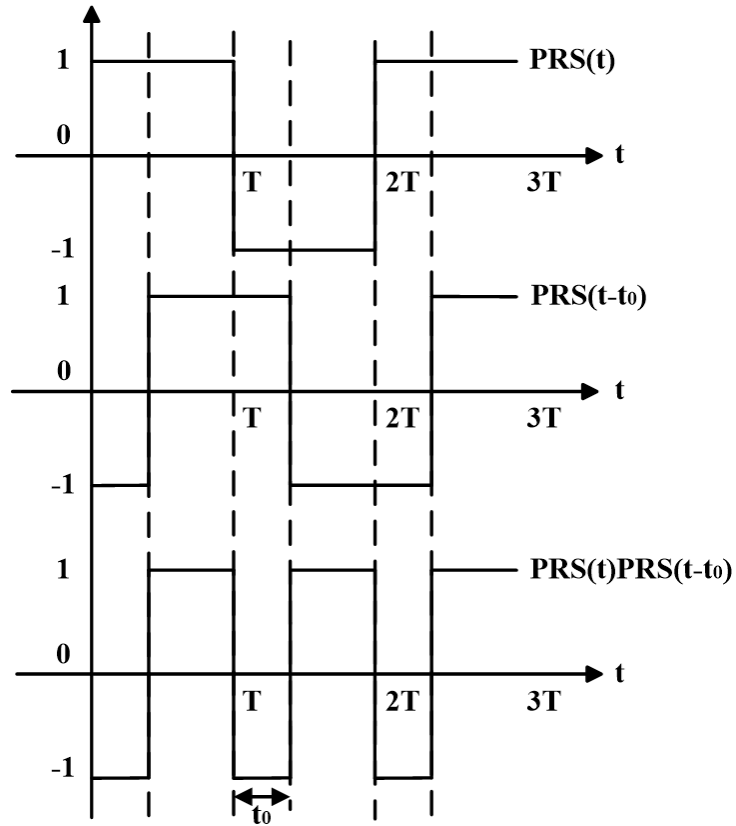 1 PRS(t)
0
t
T 2T 3T
-1
1 PRS(t-t0)
0
t
T 2T 3T
-1
1 PRS(t)PRS(t-t0)
0
t
T 2T 3T
-1
t0